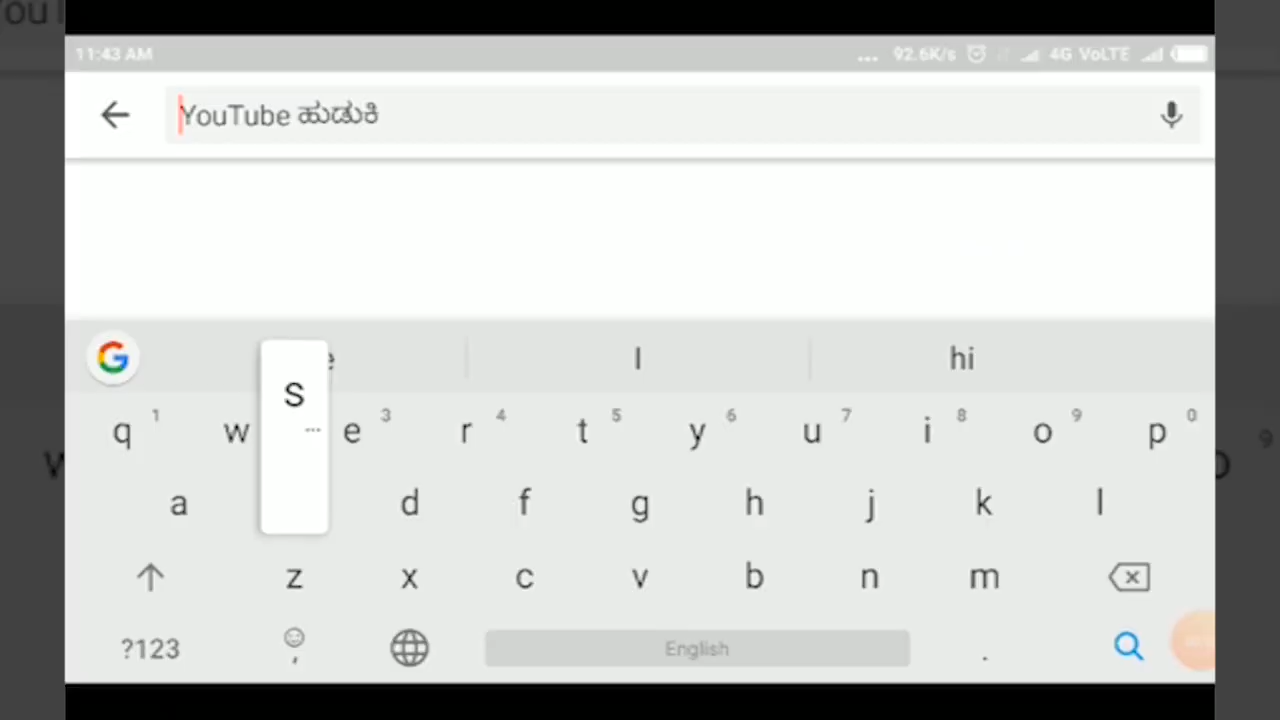 11:43 AM ... 92.6K/s 4G VoLTE
YouTube ಹುಡುಕಿ
I hi
q 1 w e 3 r 4 t 5 y 6 u 7 i 8 o 9 p 0
S
a d f g h j k l
z x c v b n m
?123 , English .